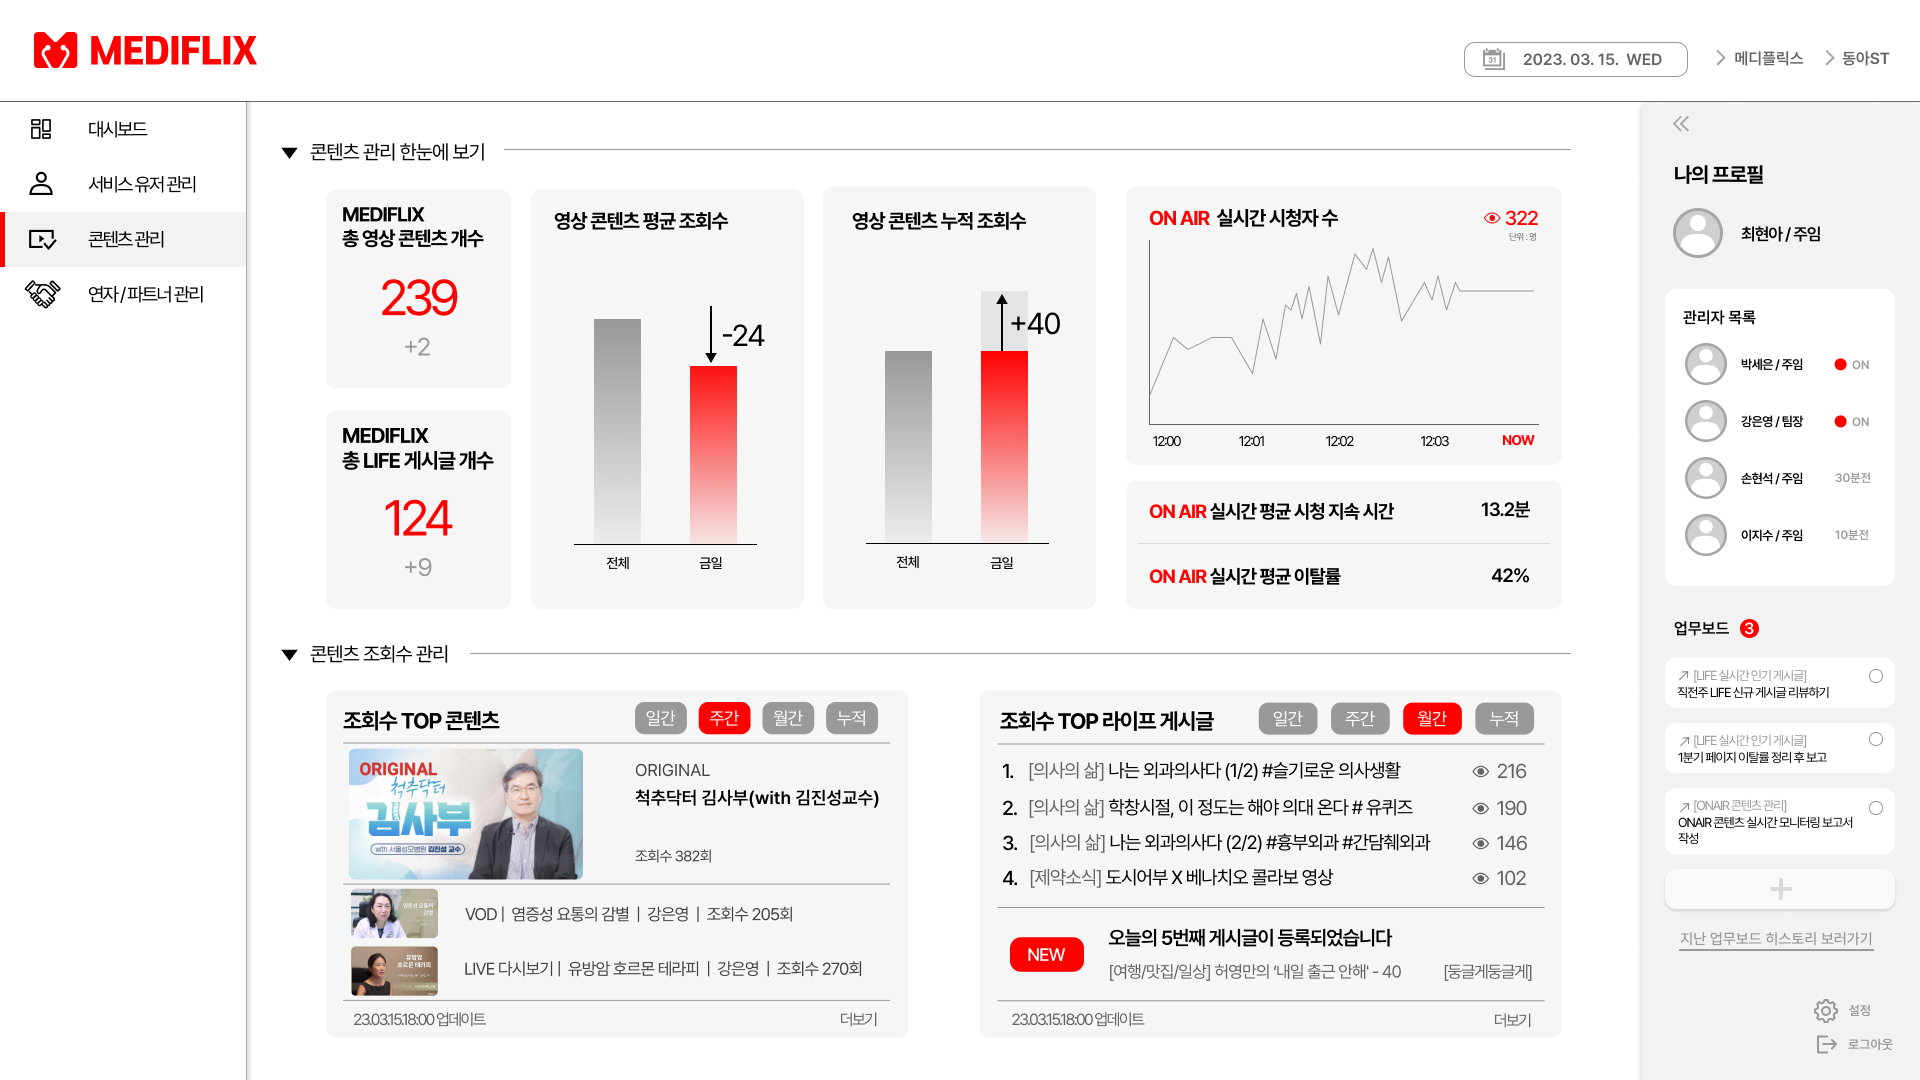 MEDIFLIX
31
2023. 03. 15. WED
메디플릭스
동아ST
대시보드
서비스 유저 관리
콘텐츠 관리
연자 / 파트너 관리
콘텐츠 관리 한눈에 보기
MEDIFLIX
총 영상 콘텐츠 개수
239
+2
MEDIFLIX
총 LIFE 게시글 개수
124
+9
영상 콘텐츠 평균 조회수
-24
전체
금일
영상 콘텐츠 누적 조회수
+40
전체
금일
ON AIR 실시간 시청자 수
322
단위 : 명
12:00
12:01
12:02
12:03
NOW
ON AIR 실시간 평균 시청 지속 시간
13.2분
ON AIR 실시간 평균 이탈률
42%
콘텐츠 조회수 관리
조회수 TOP 콘텐츠
일간
주간
월간
누적
ORIGINAL
척추닥터
김사부
with 서울성모병원 김진성 교수
ORIGINAL
척추닥터 김사부(with 김진성교수)
조회수 382회
염증성 요통의
감별
VOD | 염증성 요통의 감별 | 강은영 | 조회수 205회
유방암
호르몬 테라피
MEDIFLIX
LIVE 다시보기 | 유방암 호르몬 테라피 | 강은영 | 조회수 270회
23.03.15.18:00 업데이트
더보기
조회수 TOP 라이프 게시글
일간
주간
월간
누적
1. [의사의 삶] 나는 외과의사다 (1/2) #슬기로운 의사생활
216
2. [의사의 삶] 학창시절, 이 정도는 해야 의대 온다 # 유퀴즈
190
3. [의사의 삶] 나는 외과의사다 (2/2) #흉부외과 #간담췌외과
146
4. [제약소식] 도시어부 X 베나치오 콜라보 영상
102
NEW
오늘의 5번째 게시글이 등록되었습니다
[여행/맛집/일상] 허영만의 ‘내일 출근 안해' - 40
[둥글게둥글게]
23.03.15.18:00 업데이트
더보기
나의 프로필
최현아 / 주임
관리자 목록
박세은 / 주임
ON
강은영 / 팀장
ON
손현석 / 주임
30분전
이지수 / 주임
10분전
업무보드
3
[LIFE 실시간 인기 게시글]
직전주 LIFE 신규 게시글 리뷰하기
[LIFE 실시간 인기 게시글]
1분기 페이지 이탈률 정리 후 보고
[ONAIR 콘텐츠 관리]
ONAIR 콘텐츠 실시간 모니터링 보고서
작성
+
지난 업무보드 히스토리 보러가기
설정
로그아웃